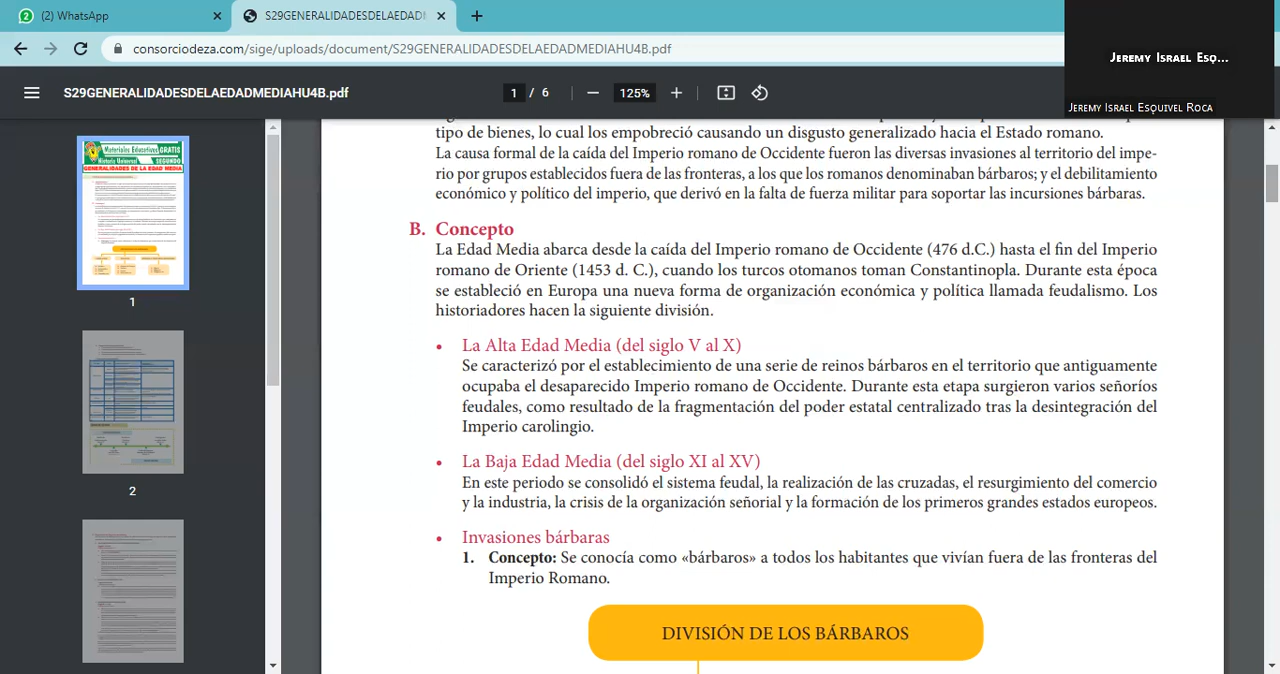 (2) WhatsApp
S29GENERALIDADESDELAEDADM
consorciodeza.com/sige/uploads/document/S29GENERALIDADESDELAEDADMEDIAHU4B.pdf
JEREMY ISRAEL ESQ...
JEREMY ISRAEL ESQUIVEL ROCA
S29GENERALIDADESDELAEDADMEDIAHU4B.pdf
1 / 6
125%
Materiales Educativos GRATIS
Historia Universal SEGUNDO
GENERALIDADES DE LA EDAD MEDIA
1
2
tipo de bienes, lo cual los empobreció causando un disgusto generalizado hacia el Estado romano.
La causa formal de la caída del Imperio romano de Occidente fueron las diversas invasiones al territorio del impe-
rio por grupos establecidos fuera de las fronteras, a los que los romanos denominaban bárbaros; y el debilitamiento
económico y político del imperio, que derivó en la falta de fuerza militar para soportar las incursiones bárbaras.
B. Concepto
La Edad Media abarca desde la caída del Imperio romano de Occidente (476 d.C.) hasta el fin del Imperio
romano de Oriente (1453 d. C.), cuando los turcos otomanos toman Constantinopla. Durante esta época
se estableció en Europa una nueva forma de organización económica y política llamada feudalismo. Los
historiadores hacen la siguiente división.
• La Alta Edad Media (del siglo V al X)
Se caracterizó por el establecimiento de una serie de reinos bárbaros en el territorio que antiguamente
ocupaba el desaparecido Imperio romano de Occidente. Durante esta etapa surgieron varios señoríos
feudales, como resultado de la fragmentación del poder estatal centralizado tras la desintegración del
Imperio carolingio.
• La Baja Edad Media (del siglo XI al XV)
En este periodo se consolidó el sistema feudal, la realización de las cruzadas, el resurgimiento del comercio
y la industria, la crisis de la organización señorial y la formación de los primeros grandes estados europeos.
• Invasiones bárbaras
1. Concepto: Se conocía como «bárbaros» a todos los habitantes que vivían fuera de las fronteras del
Imperio Romano.
DIVISIÓN DE LOS BÁRBAROS